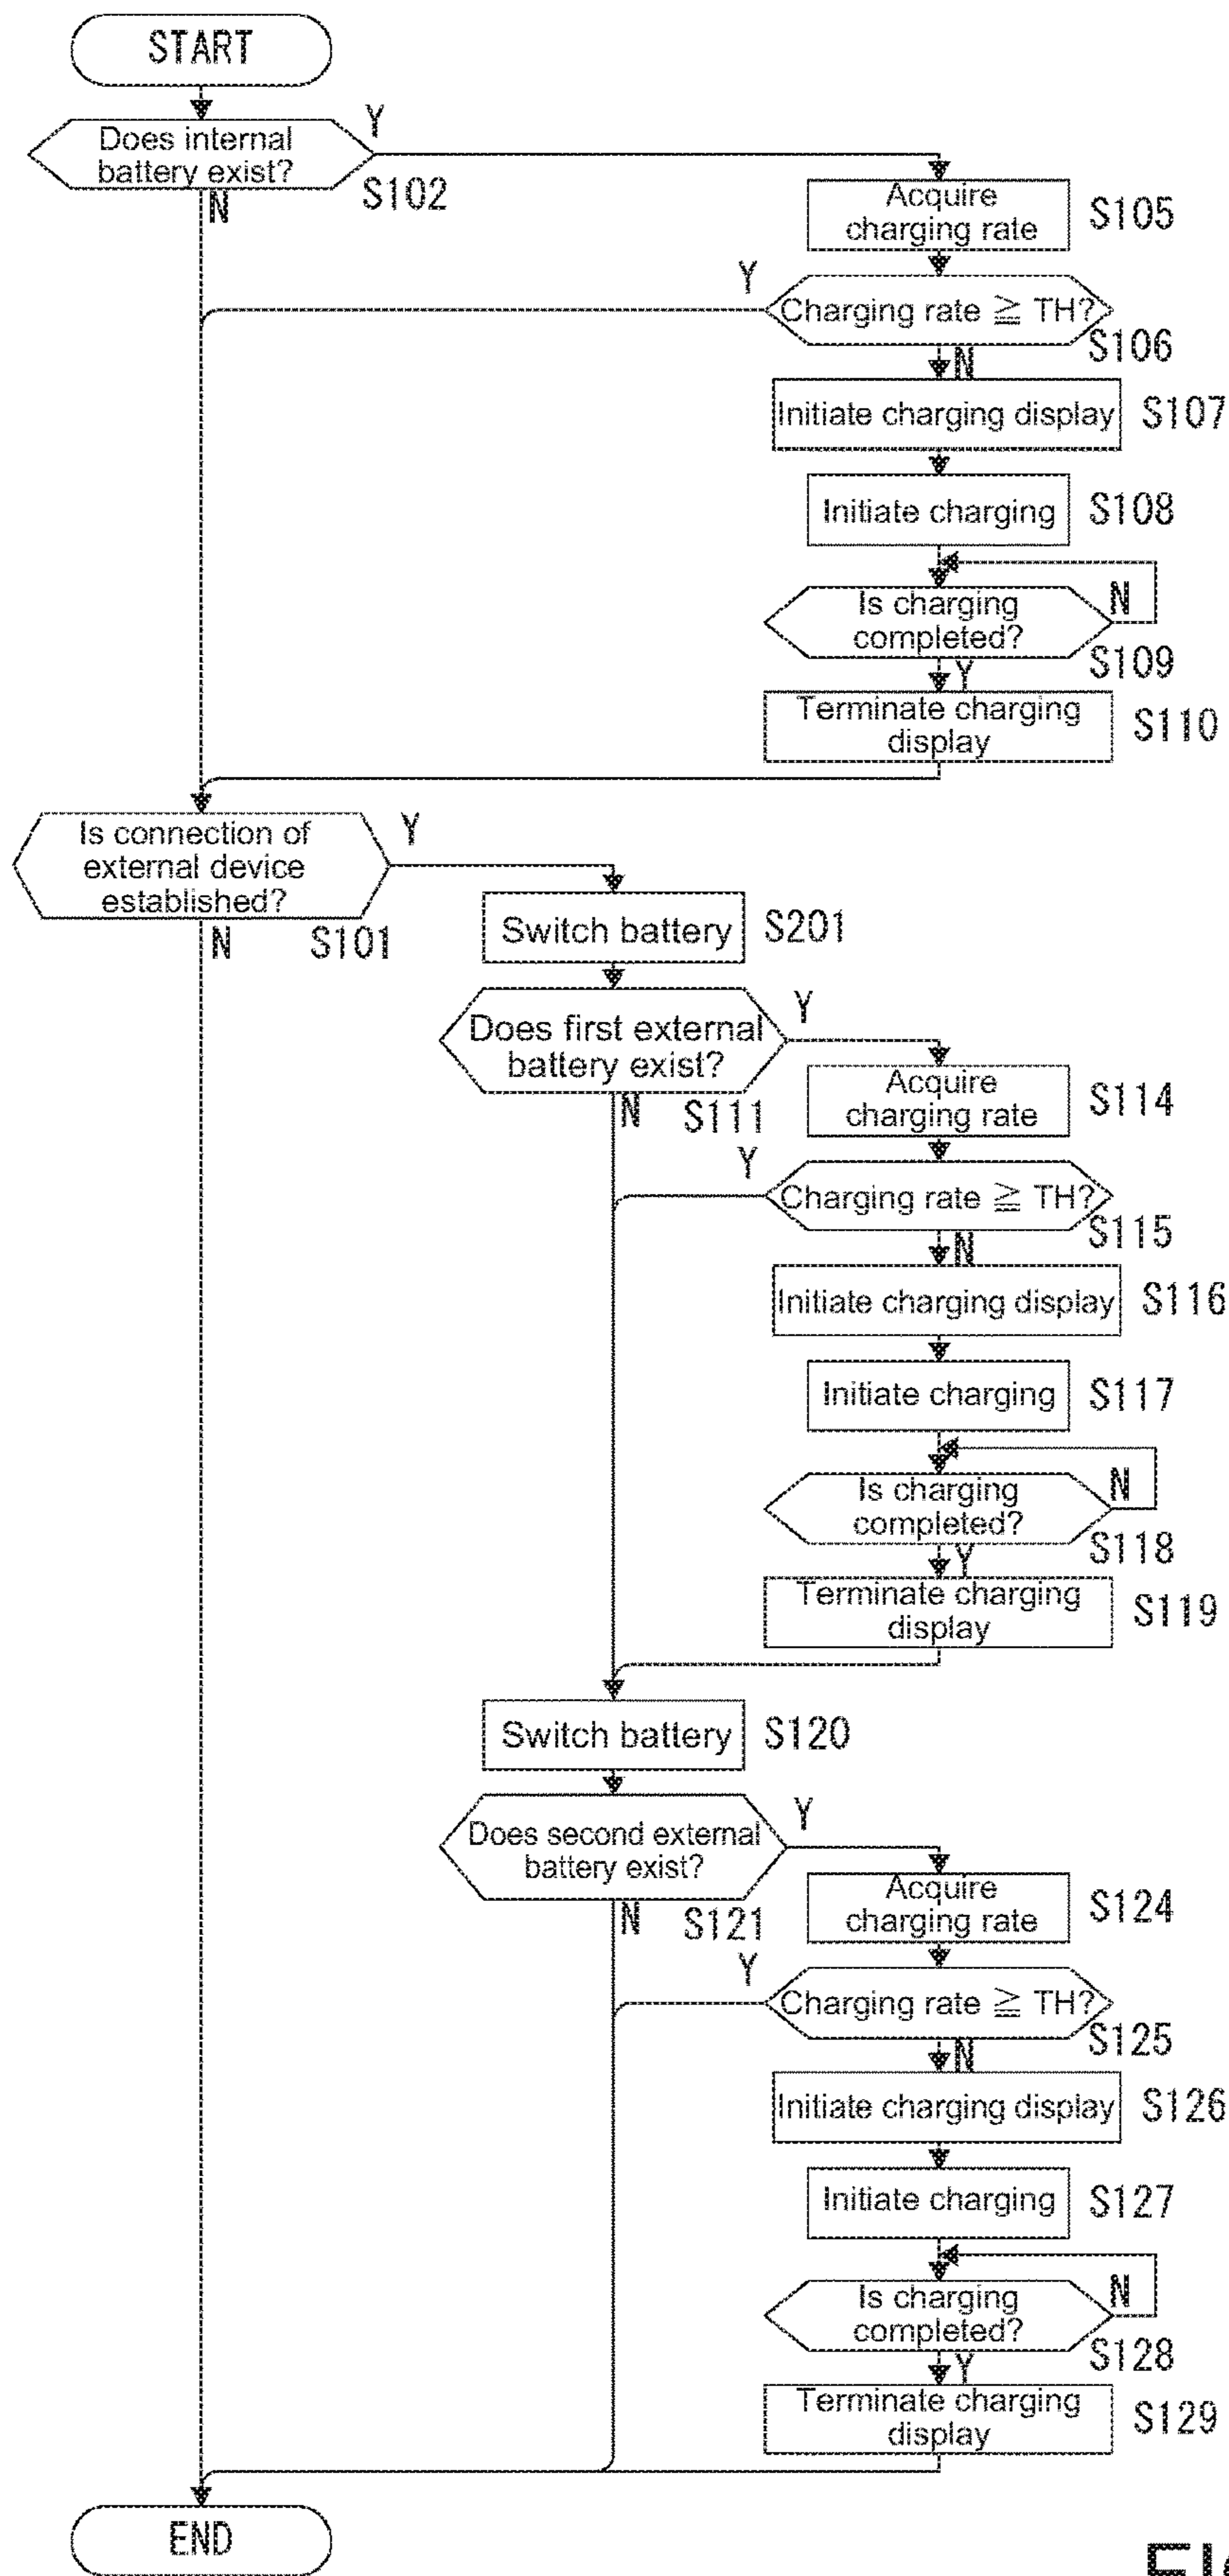 START
Does internal
battery exist?
Y
S102
N
Acquire
charging rate
S105
Y
Charging rate ≧ TH?
S106
N
Initiate charging display
S107
Initiate charging
S108
Is charging
completed?
N
S109
Y
Terminate charging
display
S110
Is connection of
external device
established?
Y
S101
N
Switch battery
S201
Does first external
battery exist?
Y
S111
N
Acquire
charging rate
S114
Y
Charging rate ≧ TH?
S115
N
Initiate charging display
S116
Initiate charging
S117
Is charging
completed?
N
S118
Y
Terminate charging
display
S119
Switch battery
S120
Does second external
battery exist?
Y
S121
N
Acquire
charging rate
S124
Y
Charging rate ≧ TH?
S125
N
Initiate charging display
S126
Initiate charging
S127
Is charging
completed?
N
S128
Y
Terminate charging
display
S129
END